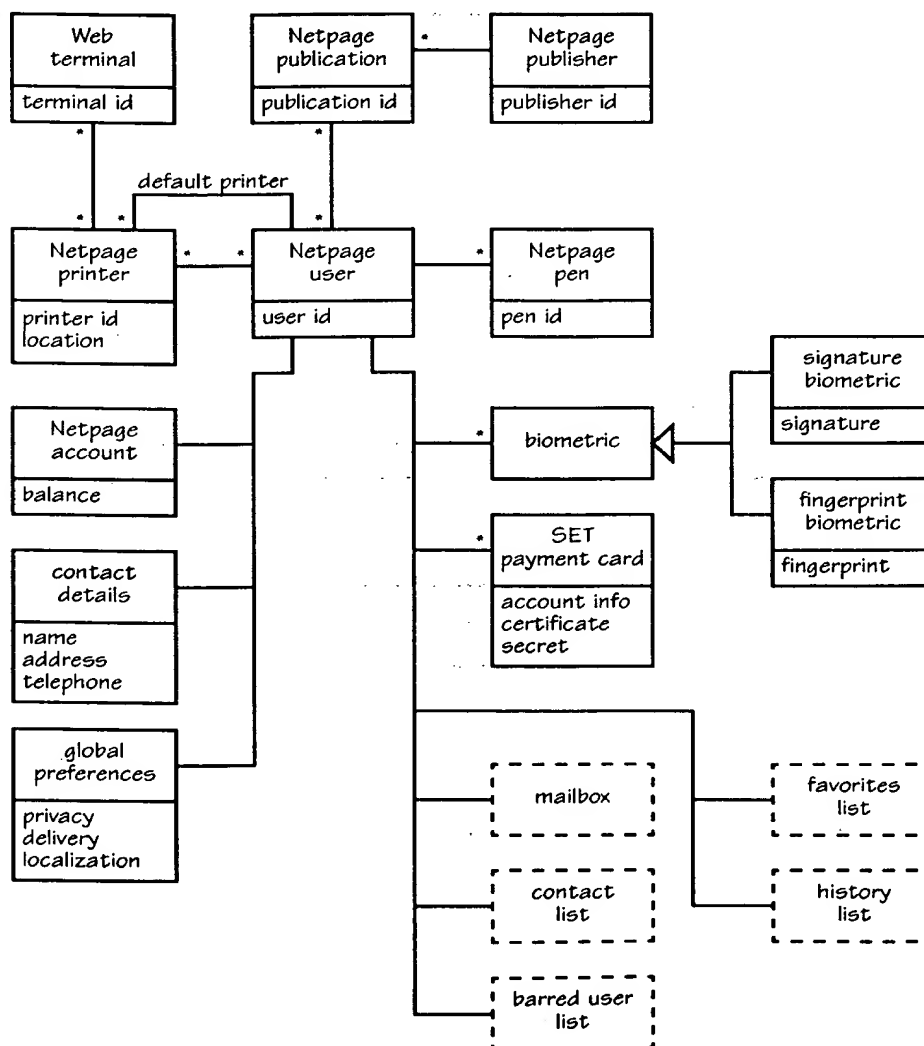 Web
terminal
terminal id
Netpage
publication
publication id
*
Netpage
publisher
publisher id
*
*
default printer
*
*
*
Netpage
printer
printer id
location
*
*
Netpage
user
user id
*
Netpage
pen
pen id
Netpage
account
balance
*
biometric
signature
biometric
signature
fingerprint
biometric
fingerprint
*
SET
payment card
account info
certificate
secret
contact
details
name
address
telephone
global
preferences
privacy
delivery
localization
mailbox
favorites
list
contact
list
history
list
barred user
list